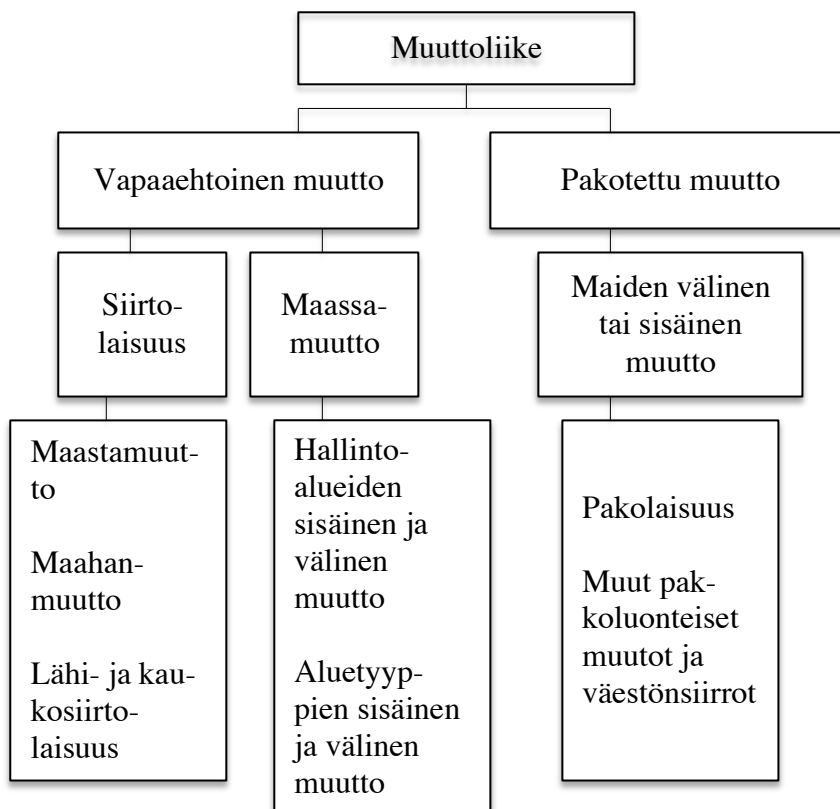 Muuttoliike
Vapaaehtoinen muutto
Pakotettu muutto
Siirto-
laisuus
Maassa-
muutto
Maiden välinen
tai sisäinen
muutto
Maastamuut-
to
Maahan-
muutto
Lähi- ja kau-
kosiirto-
laisuus
Hallinto-
alueiden
sisäinen ja
välinen
muutto
Aluetyyp-
pien sisäinen
ja välinen
muutto
Pakolaisuus
Muut pak-
koluonteiset
muutot ja
väestönsiirrot